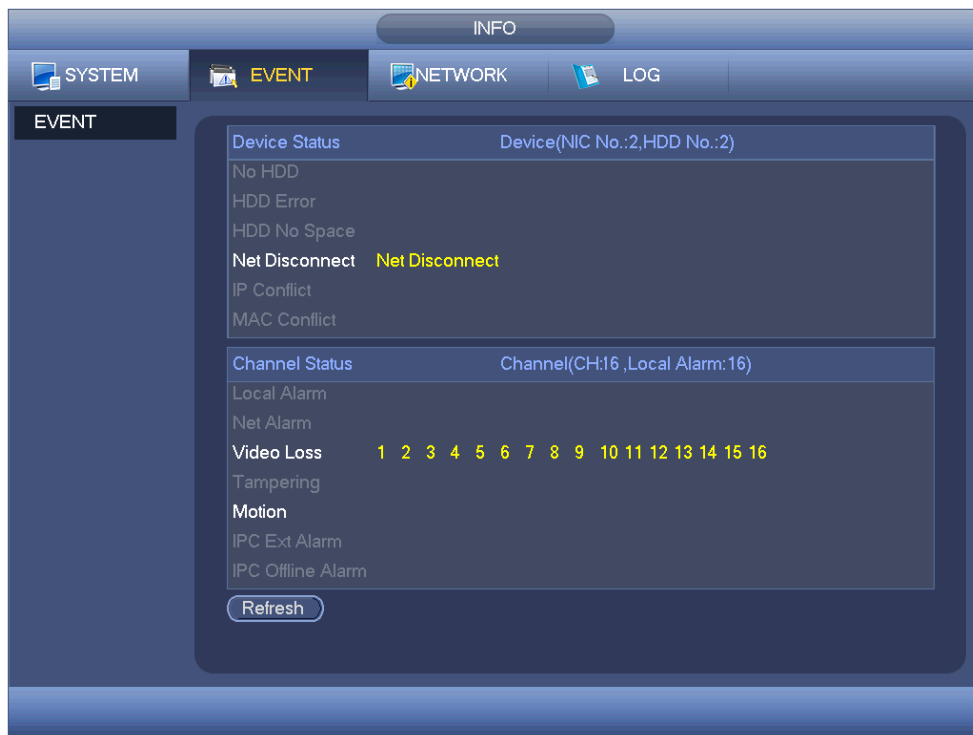 INFO
SYSTEM EVENT NETWORK LOG
EVENT
Device Status Device(NIC No.:2,HDD No.:2)
No HDD
HDD Error
HDD No Space
Net Disconnect Net Disconnect
IP Conflict
MAC Conflict
Channel Status Channel(CH:16 ,Local Alarm:16)
Local Alarm
Net Alarm
Video Loss 1 2 3 4 5 6 7 8 9 10 11 12 13 14 15 16
Tampering
Motion
IPC Ext Alarm
IPC Offline Alarm
Refresh